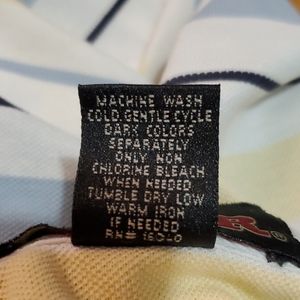 MACHINE WASH
COLD GENTLE CYCLE
DARK COLORS
SEPARATELY
ONLY NON
CHLORINE BLEACH
WHEN NEEDED
TUMBLE DRY LOW
WARM IRON
IF NEEDED
R